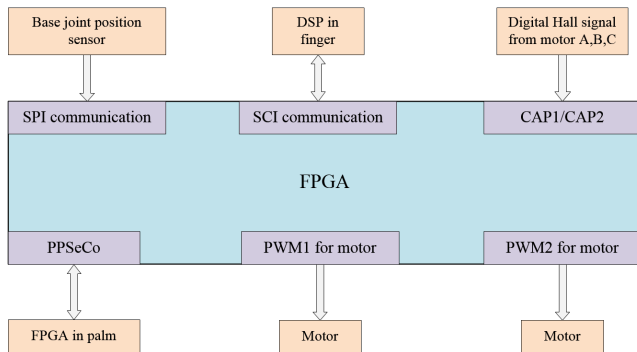 Base joint position
sensor
DSP in
finger
Digital Hall signal
from motor A,B,C
SPI communication
SCI communication
CAP1/CAP2
FPGA
PPSeCo
PWM1 for motor
PWM2 for motor
FPGA in palm
Motor
Motor